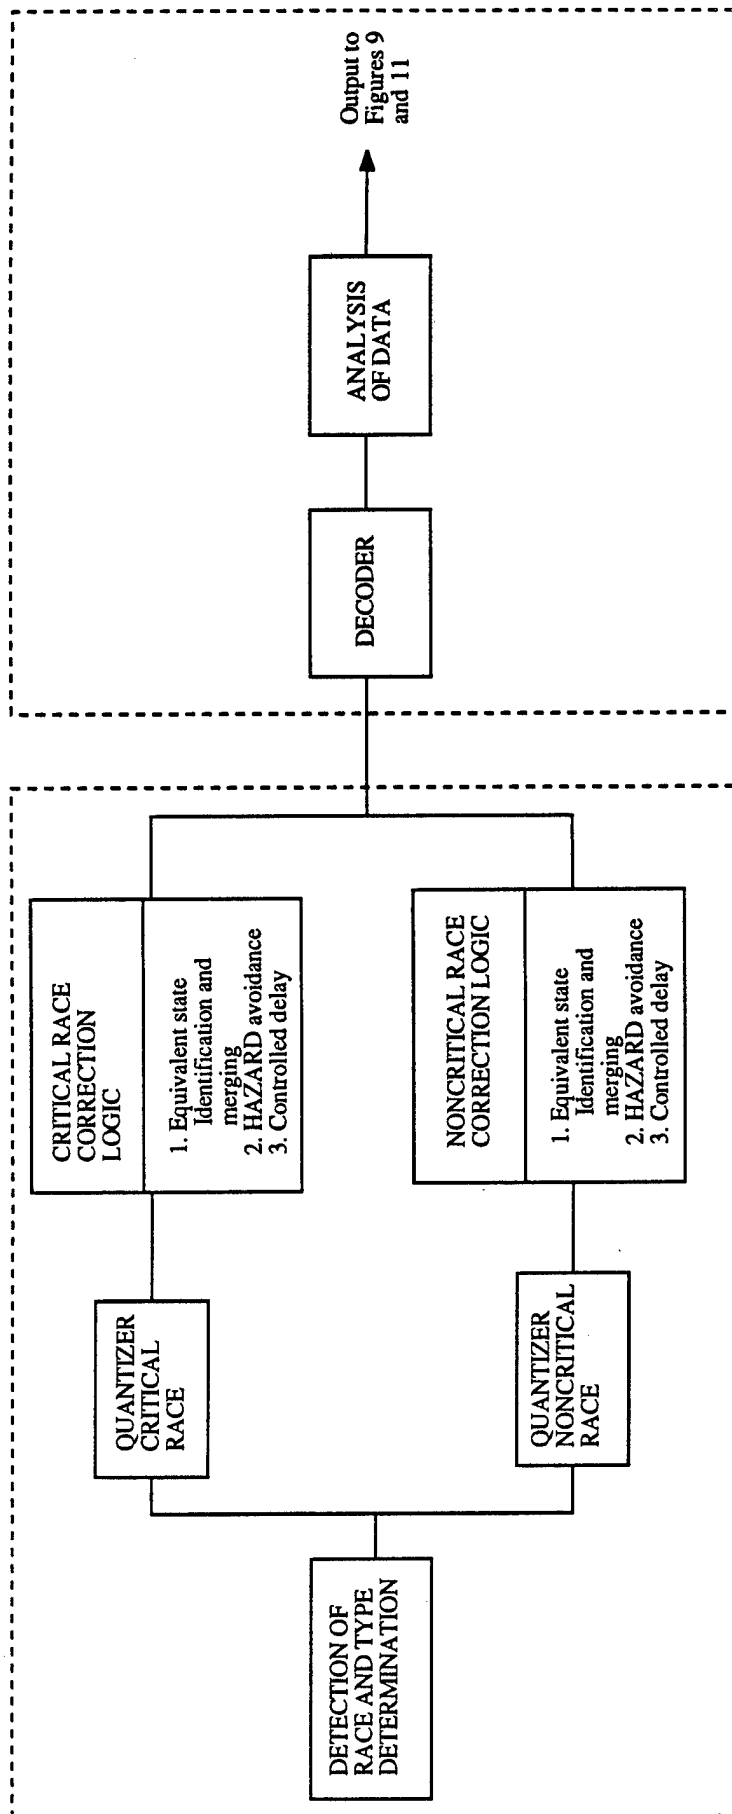 DETECTION OF
RACE AND TYPE
DETERMINATION
QUANTIZER
CRITICAL
RACE
CRITICAL RACE
CORRECTION
LOGIC
1. Equivalent state
Identification and
merging
2. HAZARD avoidance
3. Controlled delay
QUANTIZER
NONCRITICAL
RACE
NONCRITICAL RACE
CORRECTION LOGIC
1. Equivalent state
Identification and
merging
2. HAZARD avoidance
3. Controlled delay
DECODER
ANALYSIS
OF DATA
Output to
Figures 9
and 11